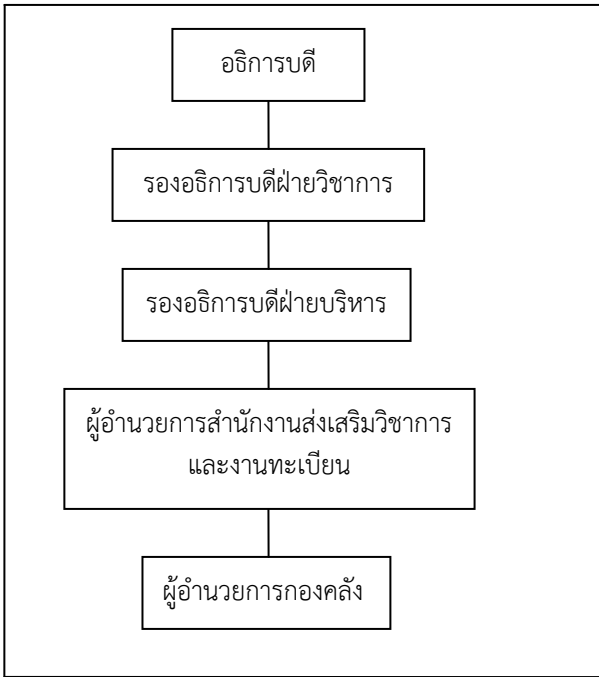 อธิการบดี
รองอธิการบดีฝ่ายวิชาการ
รองอธิการบดีฝ่ายบริหาร
ผู้อำนวยการสำนักงานส่งเสริมวิชาการ
และงานทะเบียน
ผู้อำนวยการกองคลัง